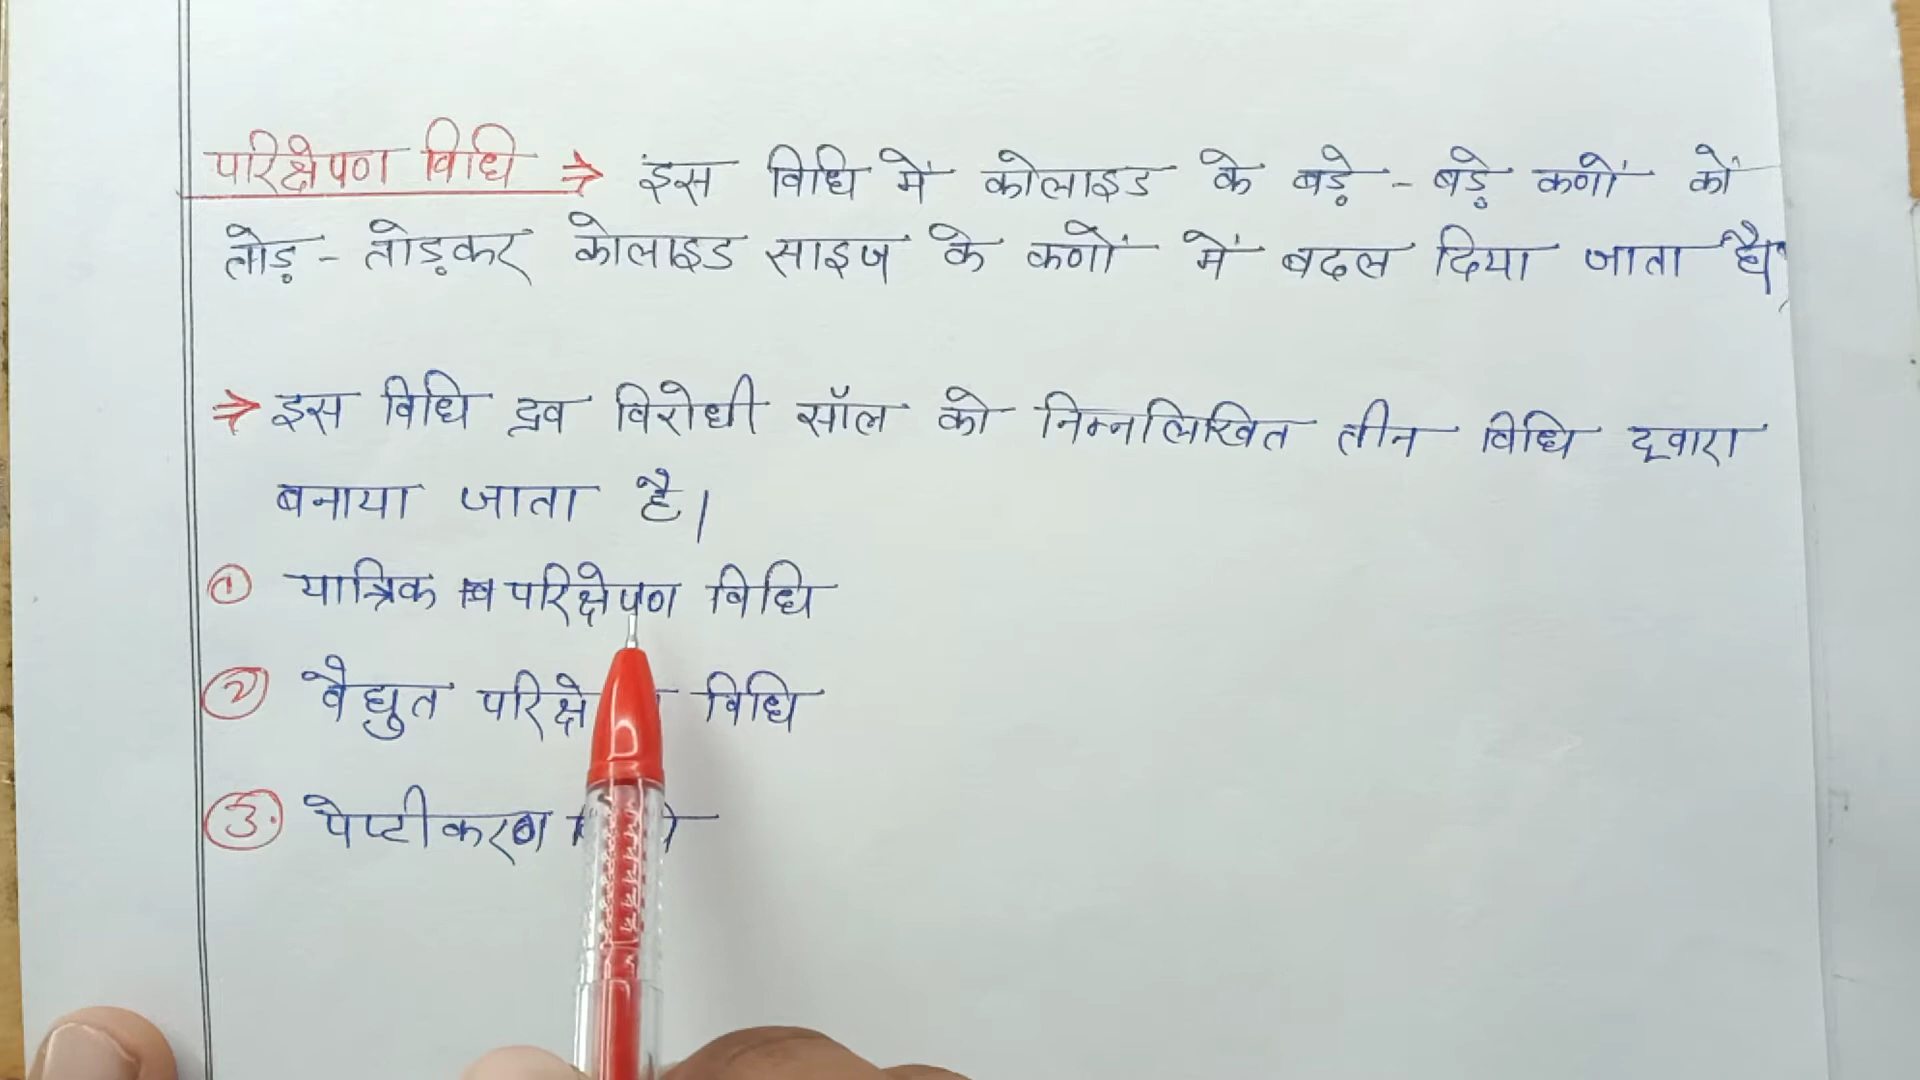 परिक्षेपण विधि ⇒ इस विधि में कोलाइड के बड़े - बड़े कणों को
तोड़ - तोड़कर कोलाइड साइज के कणों में बदल दिया जाता है।
⇒ इस विधि द्रव विरोधी सॉल को निम्नलिखित तीन विधि द्वारा
बनाया जाता है।
① यान्त्रिक परिक्षेपण विधि
② वैद्युत परिक्षे विधि
③. पेप्टीकरण